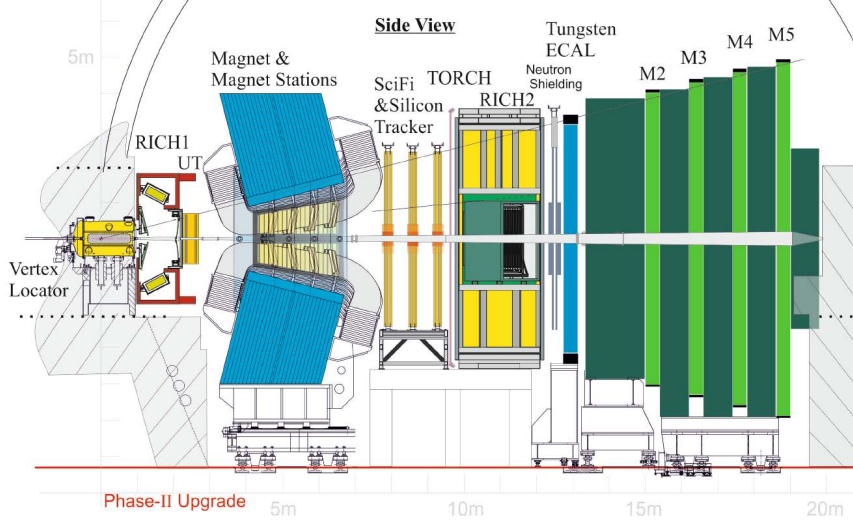 Side View
Tungsten
ECAL
Neutron
Shielding
M5
M4
M3
M2
5m
Magnet &
Magnet Stations
SciFi
&Silicon
Tracker
TORCH
RICH2
RICH1
UT
Vertex
Locator
Phase-II Upgrade
5m
10m
15m
20m